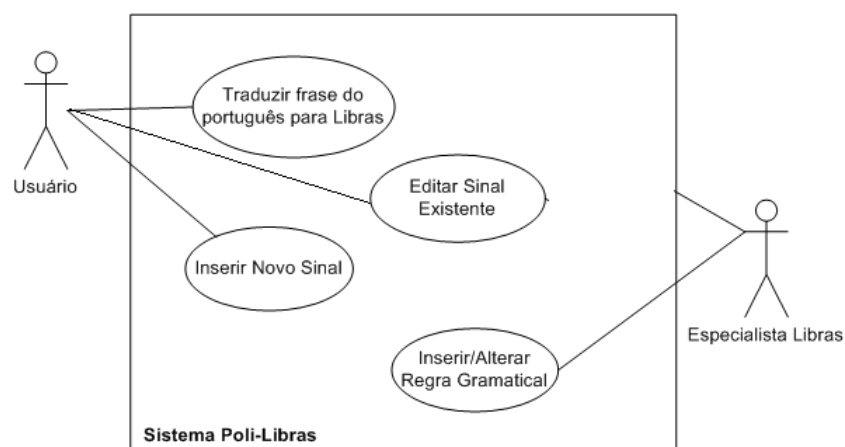 Traduzir frase do
português para Libras
Usuário
Editar Sinal
Existente
Inserir Novo Sinal
Especialista Libras
Inserir/Alterar
Regra Gramatical
Sistema Poli-Libras